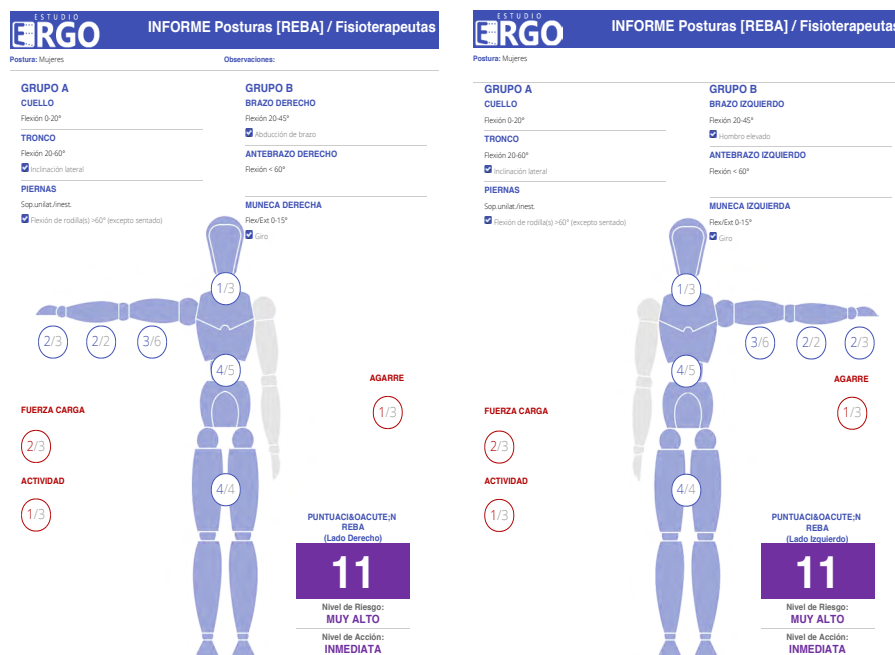 ESTUDIO
ERGO
INFORME Posturas [REBA] / Fisioterapeutas
Postura: Mujeres
Observaciones:
GRUPO A
CUELLO
Flexión 0-20°
TRONCO
Flexión 20-60°
Inclinación lateral
PIERNAS
Sop.unilat./inest.
Flexión de rodilla(s) >60° (excepto sentado)
GRUPO B
BRAZO DERECHO
Flexión 20-45°
Abducción de brazo
ANTEBRAZO DERECHO
Flexión < 60°
MUNECA DERECHA
Flex/Ext 0-15°
Giro
1/3
2/3
2/2
3/6
4/5
AGARRE
1/3
FUERZA CARGA
2/3
ACTIVIDAD
1/3
4/4
PUNTUACI&OACUTE;N
REBA
(Lado Derecho)
11
Nivel de Riesgo:
MUY ALTO
Nivel de Acción:
INMEDIATA
ESTUDIO
ERGO
INFORME Posturas [REBA] / Fisioterapeutas
Postura: Mujeres
GRUPO A
CUELLO
Flexión 0-20°
TRONCO
Flexión 20-60°
Inclinación lateral
PIERNAS
Sop.unilat./inest.
Flexión de rodilla(s) >60° (excepto sentado)
GRUPO B
BRAZO IZQUIERDO
Flexión 20-45°
Hombro elevado
ANTEBRAZO IZQUIERDO
Flexión < 60°
MUNECA IZQUIERDA
Flex/Ext 0-15°
Giro
1/3
3/6
2/2
2/3
4/5
AGARRE
1/3
FUERZA CARGA
2/3
ACTIVIDAD
1/3
4/4
PUNTUACI&OACUTE;N
REBA
(Lado Izquierdo)
11
Nivel de Riesgo:
MUY ALTO
Nivel de Acción:
INMEDIATA